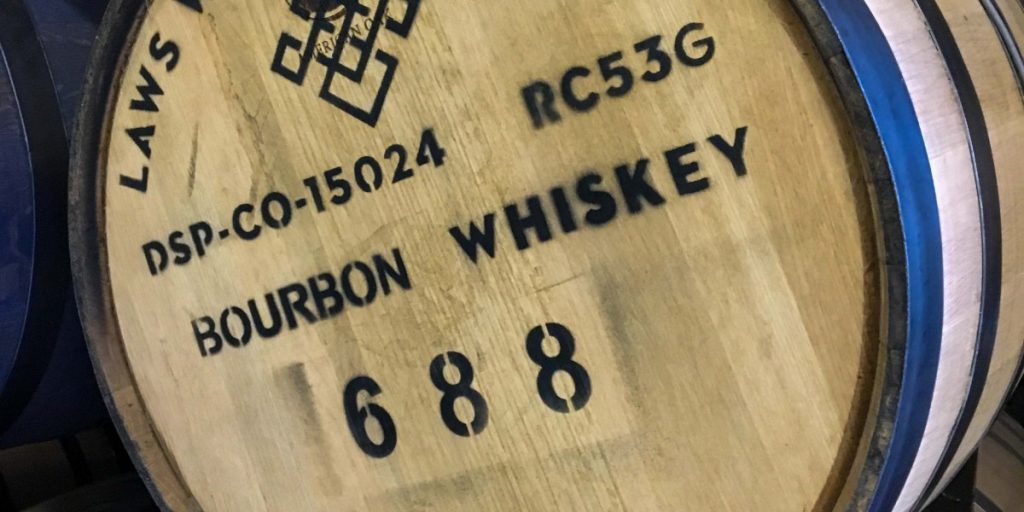 LAWS
RC53G
DSP-CO-15024
BOURBON WHISKEY
688